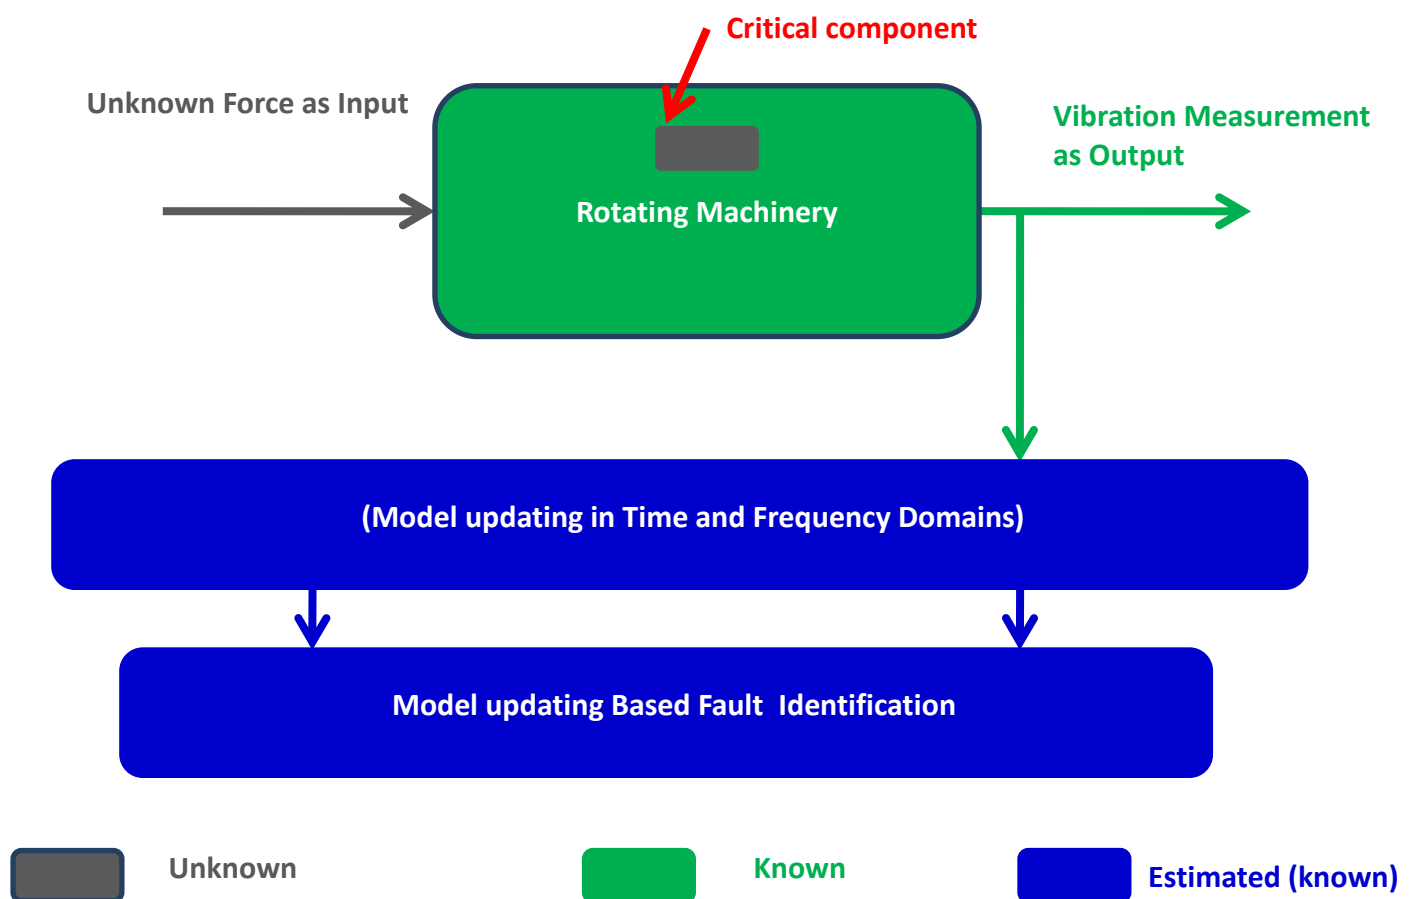 Critical component
Unknown Force as Input
Vibration Measurement
as Output
Rotating Machinery
(Model updating in Time and Frequency Domains)
Model updating Based Fault  Identification
Unknown
Known
Estimated (known)